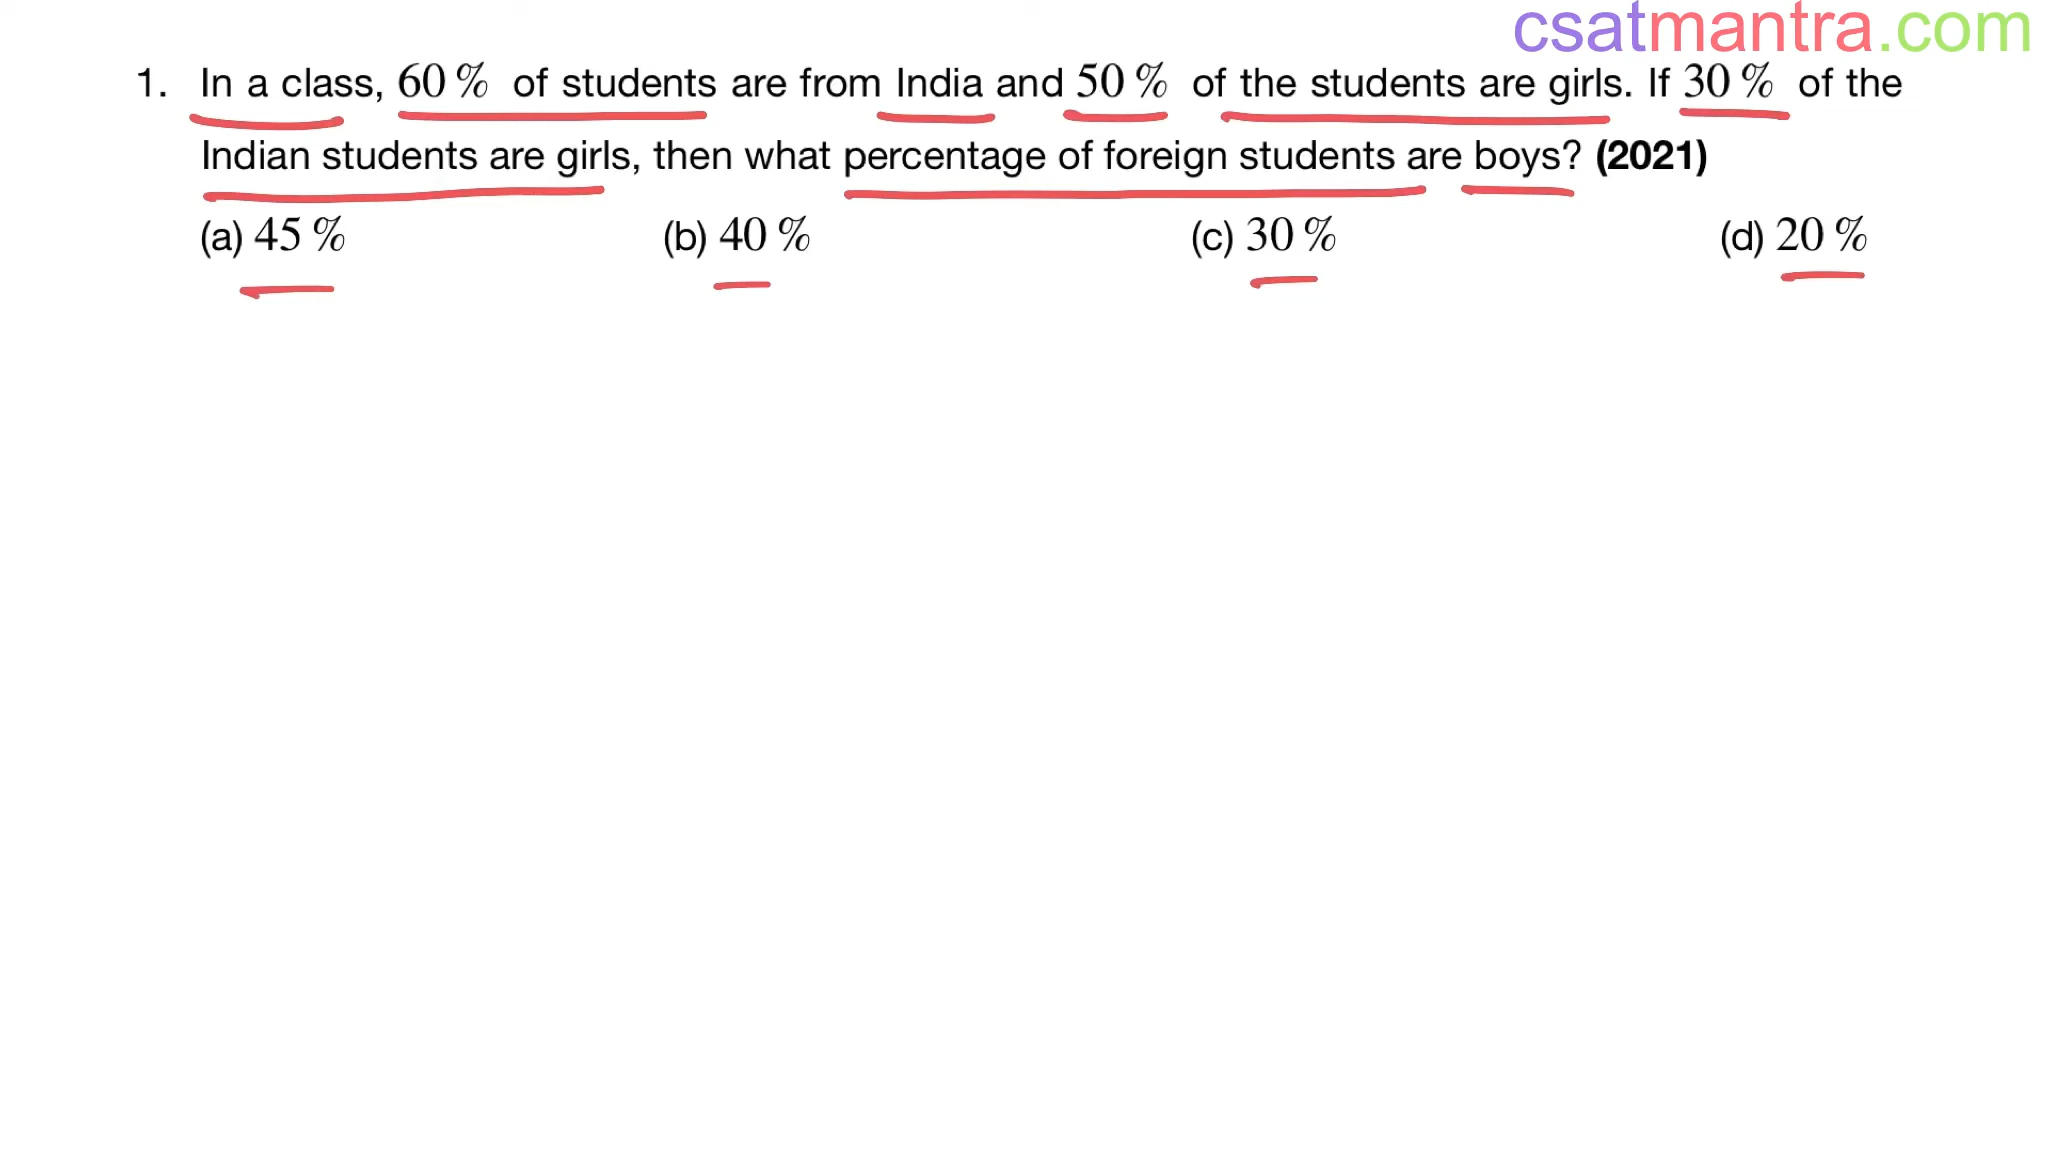 csatmantra.com
1. In a class, 60 % of students are from India and 50 % of the students are girls. If 30 % of the
Indian students are girls, then what percentage of foreign students are boys? (2021)
(a) 45 % (b) 40 % (c) 30 % (d) 20 %